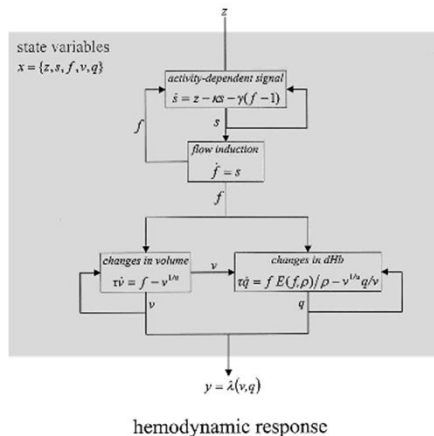 z
state variables
x = {z, s, f, v, q}
activity-dependent signal
ṡ = z − κs − γ(f − 1)
f
s
flow induction
ḟ = s
f
changes in volume
τv̇ = f − v^{1/α}
v
changes in dHb
τq̇ = f E(f,ρ)/ρ − v^{1/α} q/v
v
q
y = λ(v,q)
hemodynamic response